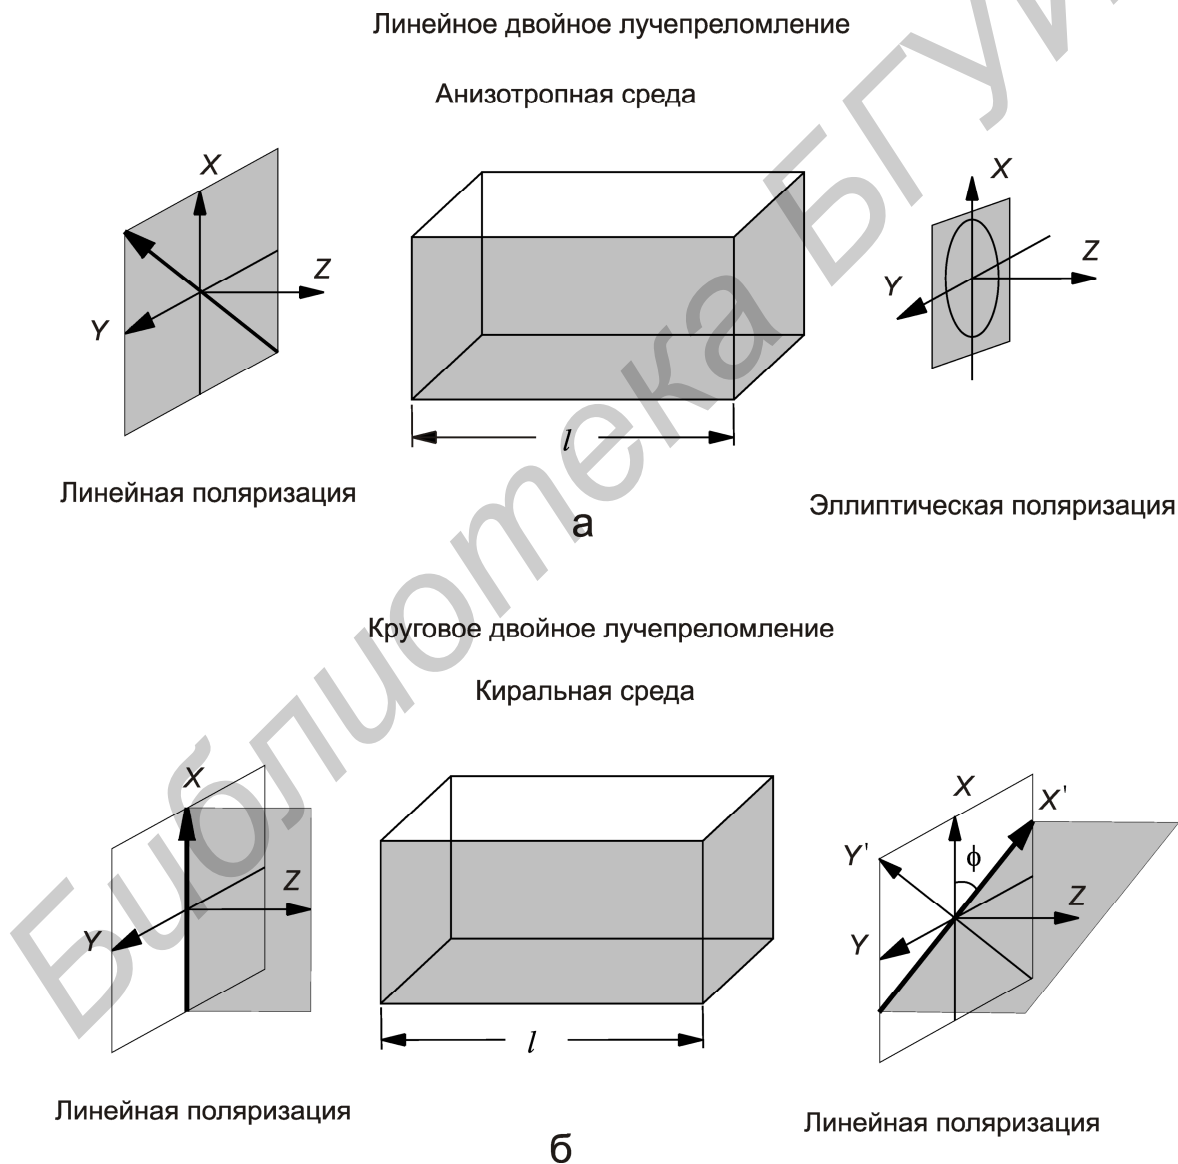 Линейное двойное лучепреломление
Анизотропная среда
X
Z
Y
X
Z
Y
l
Линейная поляризация
Эллиптическая поляризация
а
Круговое двойное лучепреломление
Киральная среда
X
Z
Y
X
X'
Y'
ϕ
Z
Y
l
Линейная поляризация
Линейная поляризация
б
Библиотека БГУИ